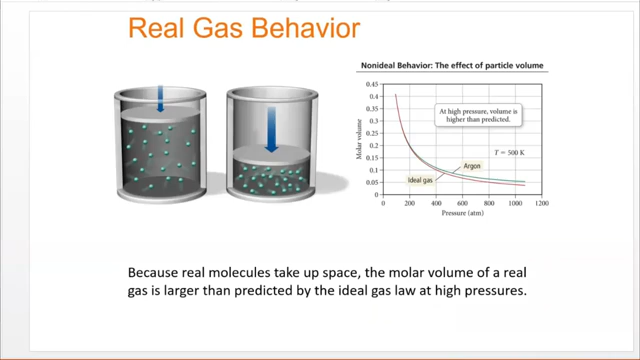 Real Gas Behavior
Nonideal Behavior: The effect of particle volume
0.45
0.4
0.35
0.3
0.25
0.2
0.15
0.1
0.05
0
Molar volume
At high pressure, volume is
higher than predicted.
T = 500 K
Argon
Ideal gas
0 200 400 600 800 1000 1200
Pressure (atm)
Because real molecules take up space, the molar volume of a real
gas is larger than predicted by the ideal gas law at high pressures.